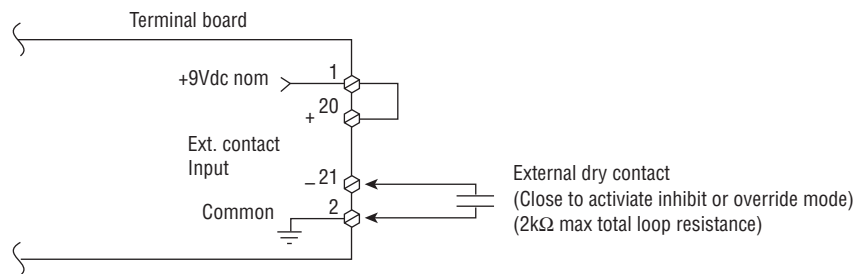 Terminal board
+9Vdc nom
1
+ 20
Ext. contact
Input
– 21
Common
2
External dry contact
(Close to activiate inhibit or override mode)
(2kΩ max total loop resistance)